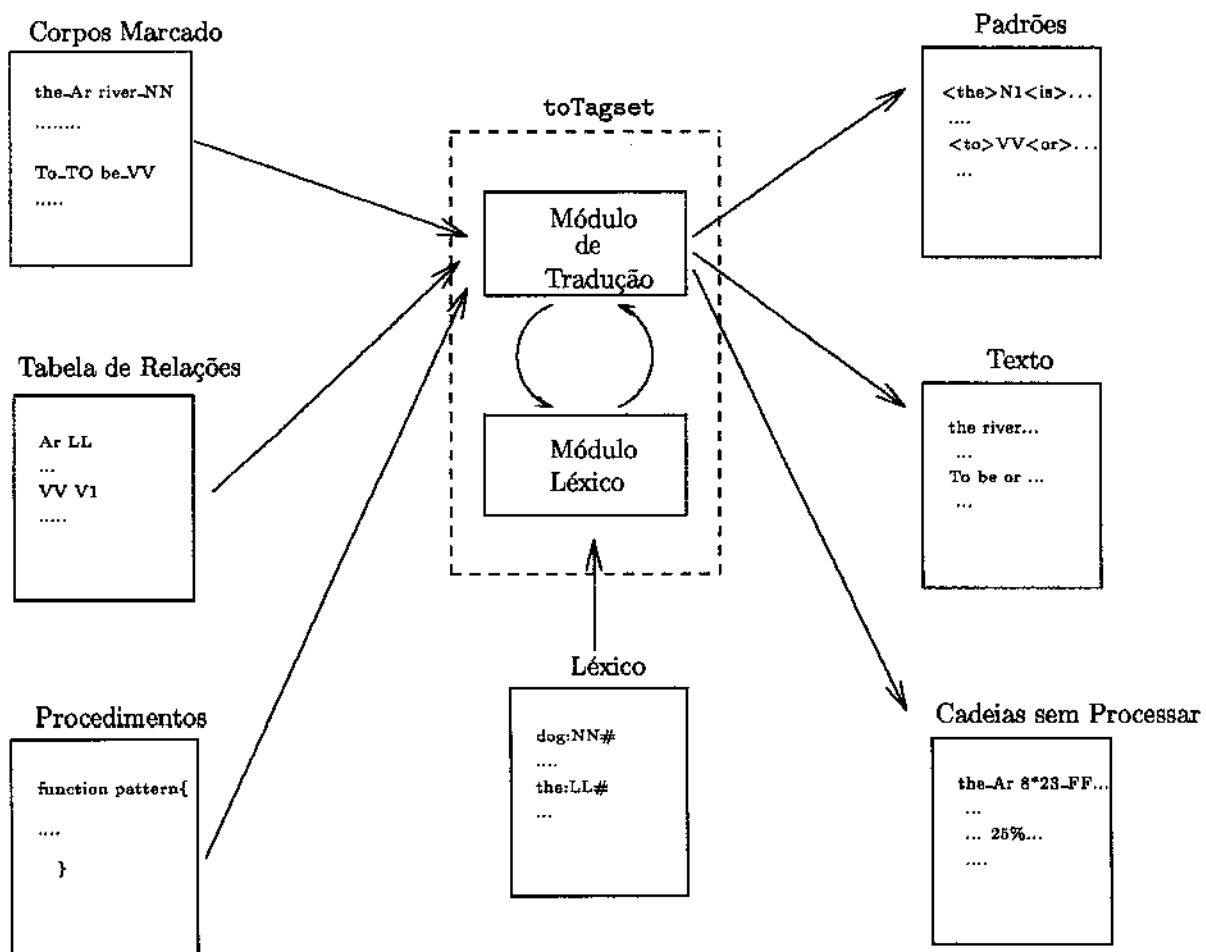 Corpos Marcado
the_Ar river_NN
........
To_TO be_VV
.....
Tabela de Relações
Ar LL
...
VV V1
.....
Procedimentos
function pattern{
....
}
toTagset
Módulo
de
Tradução
Módulo
Léxico
Léxico
dog:NN#
....
the:LL#
...
Padrões
<the>N1<is>...
....
<to>VV<or>...
...
Texto
the river...
...
To be or ...
...
Cadeias sem Processar
the_Ar 8*23_FF...
...
... 25%...
....